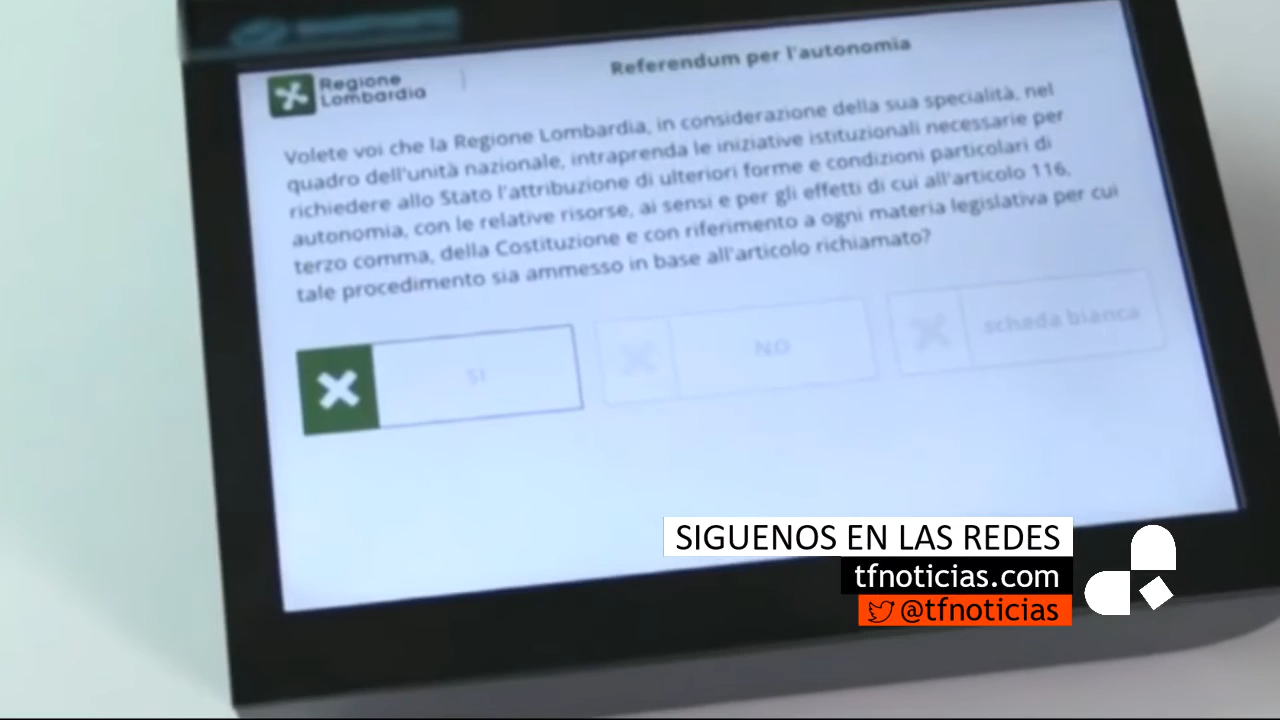 Regione
Lombardia
Referendum per l'autonomia
Volete voi che la Regione Lombardia, in considerazione della sua specialità, nel
quadro dell'unità nazionale, intraprenda le iniziative istituzionali necessarie per
richiedere allo Stato l'attribuzione di ulteriori forme e condizioni particolari di
autonomia, con le relative risorse, ai sensi e per gli effetti di cui all'articolo 116,
terzo comma, della Costituzione e con riferimento a ogni materia legislativa per cui
tale procedimento sia ammesso in base all'articolo richiamato?
SI
NO
scheda bianca
SIGUENOS EN LAS REDES
tfnoticias.com
@tfnoticias